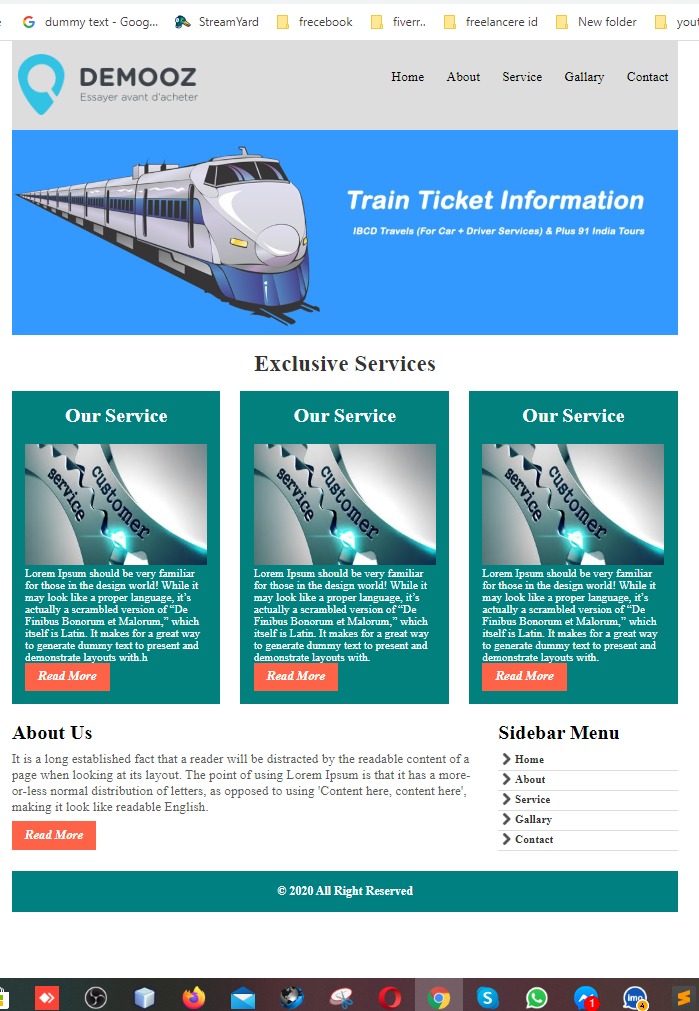 dummy text - Goog...
StreamYard
frecebook
fiverr..
freelancere id
New folder
DEMOOZ
Essayer avant d'acheter
Home
About
Service
Gallary
Contact
Train Ticket Information
IBCD Travels (For Car + Driver Services) & Plus 91 India Tours
Exclusive Services
Our Service
customer
service
Lorem Ipsum should be very familiar
for those in the design world! While it
may look like a proper language, it’s
actually a scrambled version of “De
Finibus Bonorum et Malorum,” which
itself is Latin. It makes for a great way
to generate dummy text to present and
demonstrate layouts with.h
Read More
Our Service
customer
service
Lorem Ipsum should be very familiar
for those in the design world! While it
may look like a proper language, it’s
actually a scrambled version of “De
Finibus Bonorum et Malorum,” which
itself is Latin. It makes for a great way
to generate dummy text to present and
demonstrate layouts with.
Read More
Our Service
customer
service
Lorem Ipsum should be very familiar
for those in the design world! While it
may look like a proper language, it’s
actually a scrambled version of “De
Finibus Bonorum et Malorum,” which
itself is Latin. It makes for a great way
to generate dummy text to present and
demonstrate layouts with.
Read More
About Us
It is a long established fact that a reader will be distracted by the readable content of a
page when looking at its layout. The point of using Lorem Ipsum is that it has a more-
or-less normal distribution of letters, as opposed to using 'Content here, content here',
making it look like readable English.
Read More
Sidebar Menu
Home
About
Service
Gallary
Contact
© 2020 All Right Reserved
1
imo
4